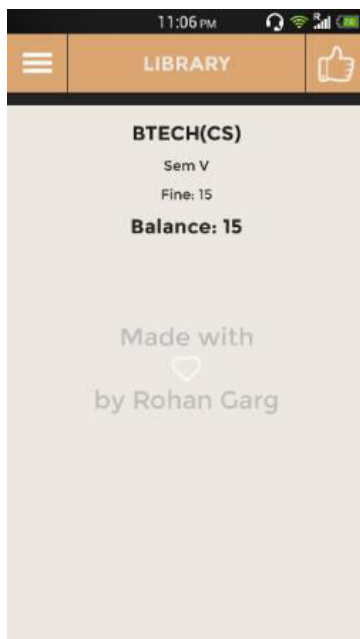 11:06 PM
LIBRARY
BTECH(CS)
Sem V
Fine: 15
Balance: 15
Made with
by Rohan Garg